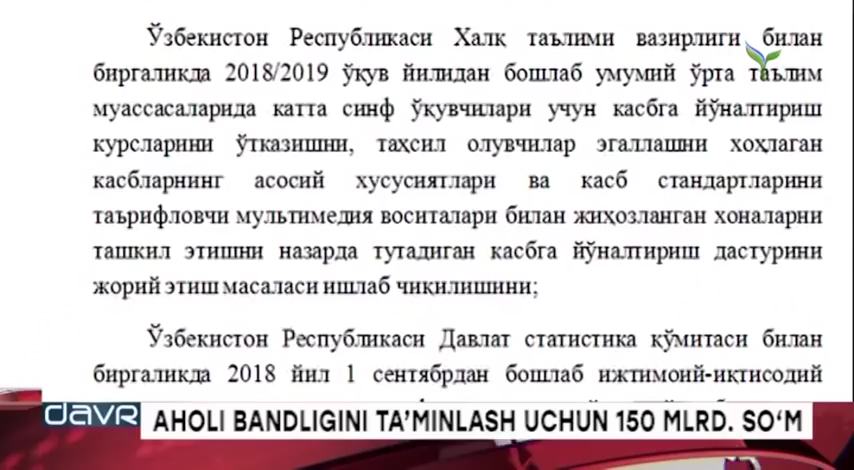 Ўзбекистон Республикаси Халқ таълими вазирлиги билан
биргаликда 2018/2019 ўқув йилидан бошлаб умумий ўрта таълим
муассасаларида катта синф ўқувчилари учун касбга йўналтириш
курсларини ўтказишни, таҳсил олувчилар эгаллашни хоҳлаган
касбларнинг асосий хусусиятлари ва касб стандартларини
таърифловчи мультимедия воситалари билан жиҳозланган хоналарни
ташкил этишни назарда тутадиган касбга йўналтириш дастурини
жорий этиш масаласи ишлаб чиқилишини;
Ўзбекистон Республикаси Давлат статистика қўмитаси билан
биргаликда 2018 йил 1 сентябрдан бошлаб ижтимоий-иқтисодий
davr AHOLI BANDLIGINI TA’MINLASH UCHUN 150 MLRD. SO‘M